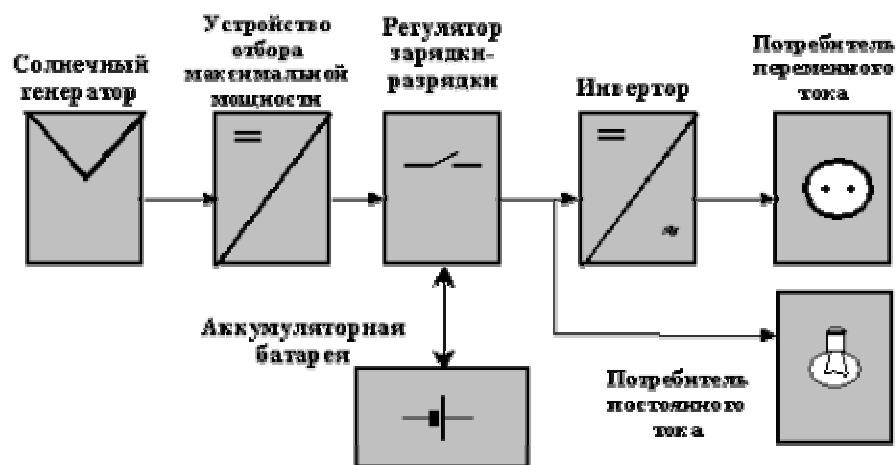 Солнечный
генератор
Устройство
отбора
максимальной
мощности
Регулятор
зарядки-
разрядки
Инвертор
Потребитель
переменного
тока
Аккумуляторная
батарея
Потребитель
постоянного
тока